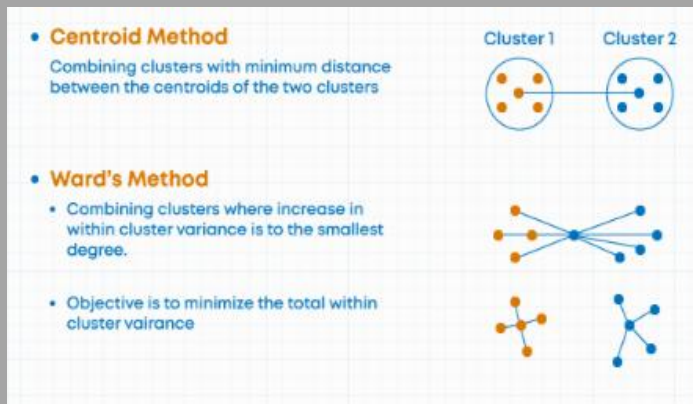 Centroid Method
Cluster 1
Cluster 2
Combining clusters with minimum distance
between the centroids of the two clusters
Ward's Method
Combining clusters where increase in
within cluster variance is to the smallest
degree.
Objective is to minimize the total within
cluster vairance